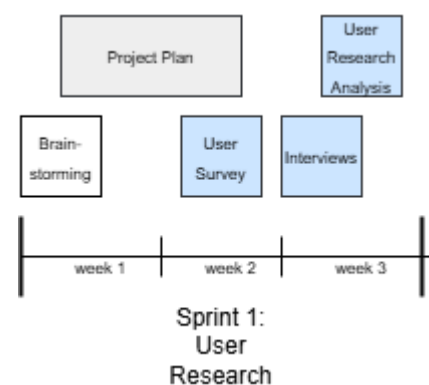 Project Plan
User
Research
Analysis
Brain-
storming
User
Survey
Interviews
week 1
week 2
week 3
Sprint 1:
User
Research